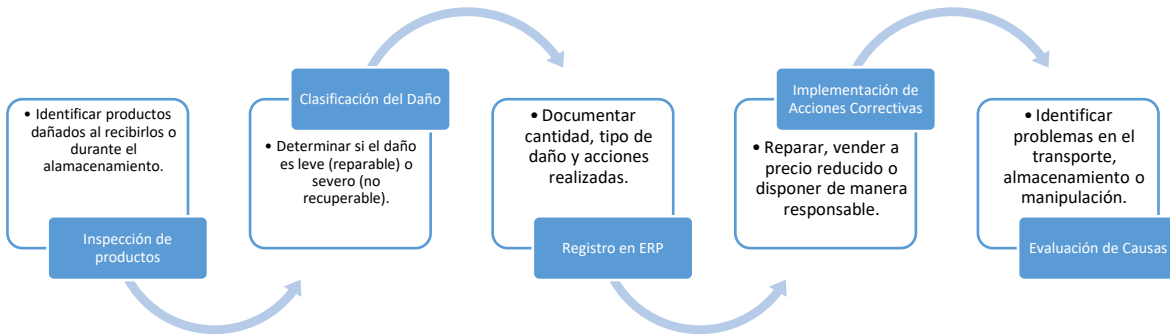 • Identificar productos
dañados al recibirlos o
durante el
alamacenamiento.
Inspección de
productos
Clasificación del Daño
• Determinar si el daño
es leve (reparable) o
severo (no
recuperable).
• Documentar
cantidad, tipo de
daño y acciones
realizadas.
Registro en ERP
Implementación de
Acciones Correctivas
• Reparar, vender a
precio reducido o
disponer de manera
responsable.
• Identificar
problemas en el
transporte,
almacenamiento o
manipulación.
Evaluación de Causas